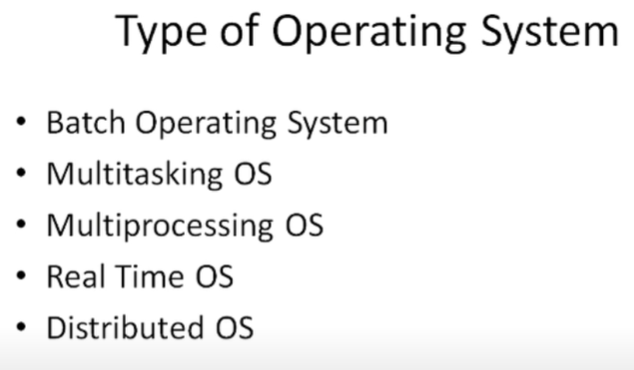 Type of Operating System
• Batch Operating System
• Multitasking OS
• Multiprocessing OS
• Real Time OS
• Distributed OS